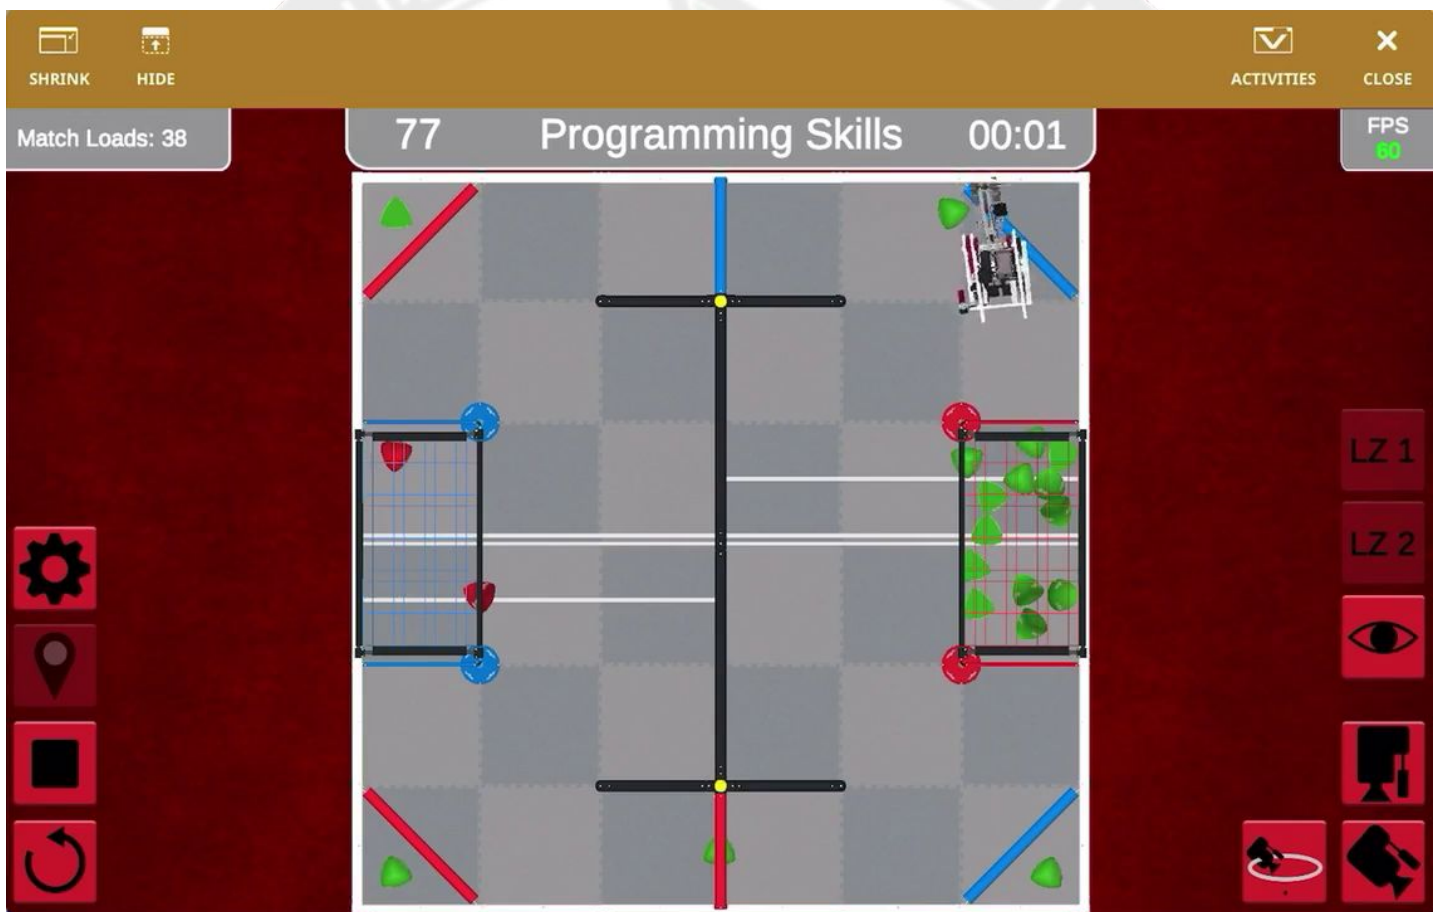 SHRINK
HIDE
ACTIVITIES
CLOSE
Match Loads: 38
77
Programming Skills
00:01
FPS
60
LZ 1
LZ 2